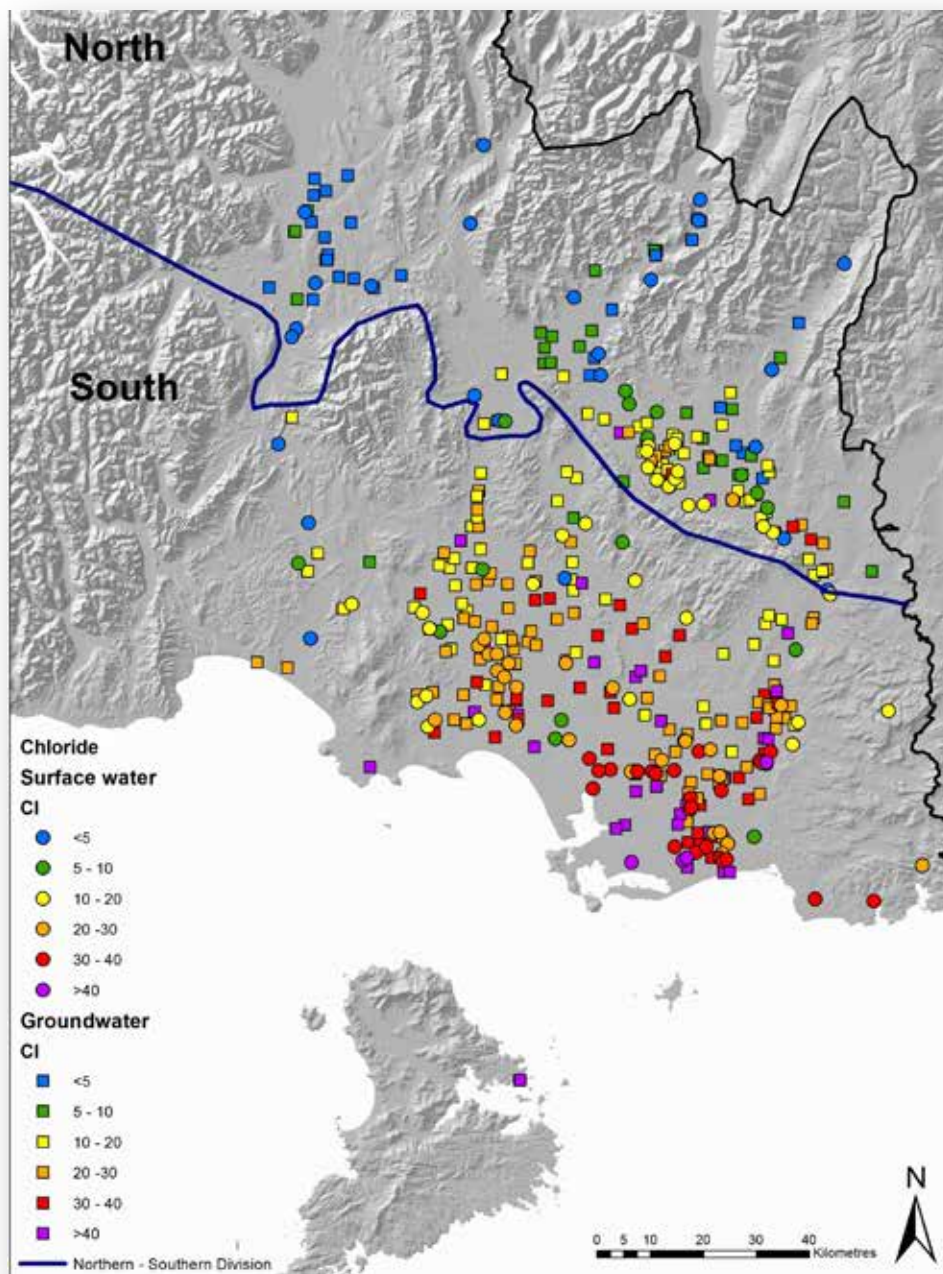 North
South
Chloride
Surface water
Cl
<5
5 - 10
10 - 20
20 -30
30 - 40
>40
Groundwater
Cl
<5
5 - 10
10 - 20
20 -30
30 - 40
>40
Northern - Southern Division
N
0 5 10 20 30 40
Kilometres